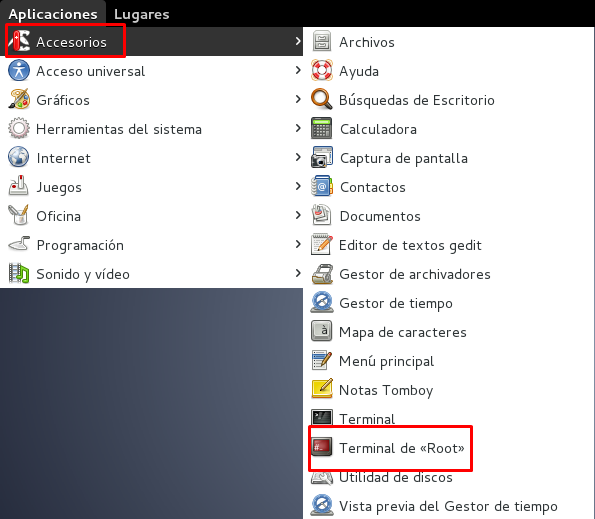 Aplicaciones Lugares
Accesorios
Acceso universal
Gráficos
Herramientas del sistema
Internet
Juegos
Oficina
Programación
Sonido y vídeo
Archivos
Ayuda
Búsquedas de Escritorio
Calculadora
Captura de pantalla
Contactos
Documentos
Editor de textos gedit
Gestor de archivadores
Gestor de tiempo
Mapa de caracteres
Menú principal
Notas Tomboy
Terminal
Terminal de «Root»
Utilidad de discos
Vista previa del Gestor de tiempo